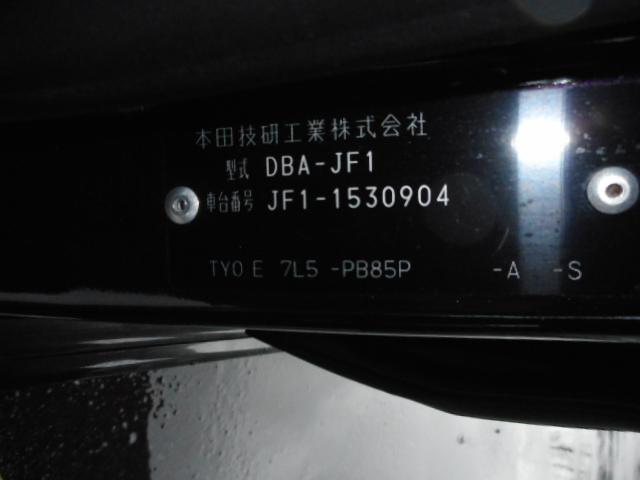 本田技研工業株式会社
型式 DBA-JF1
車台番号 JF1-1530904
TYO E 7L5 -PB85P -A -S